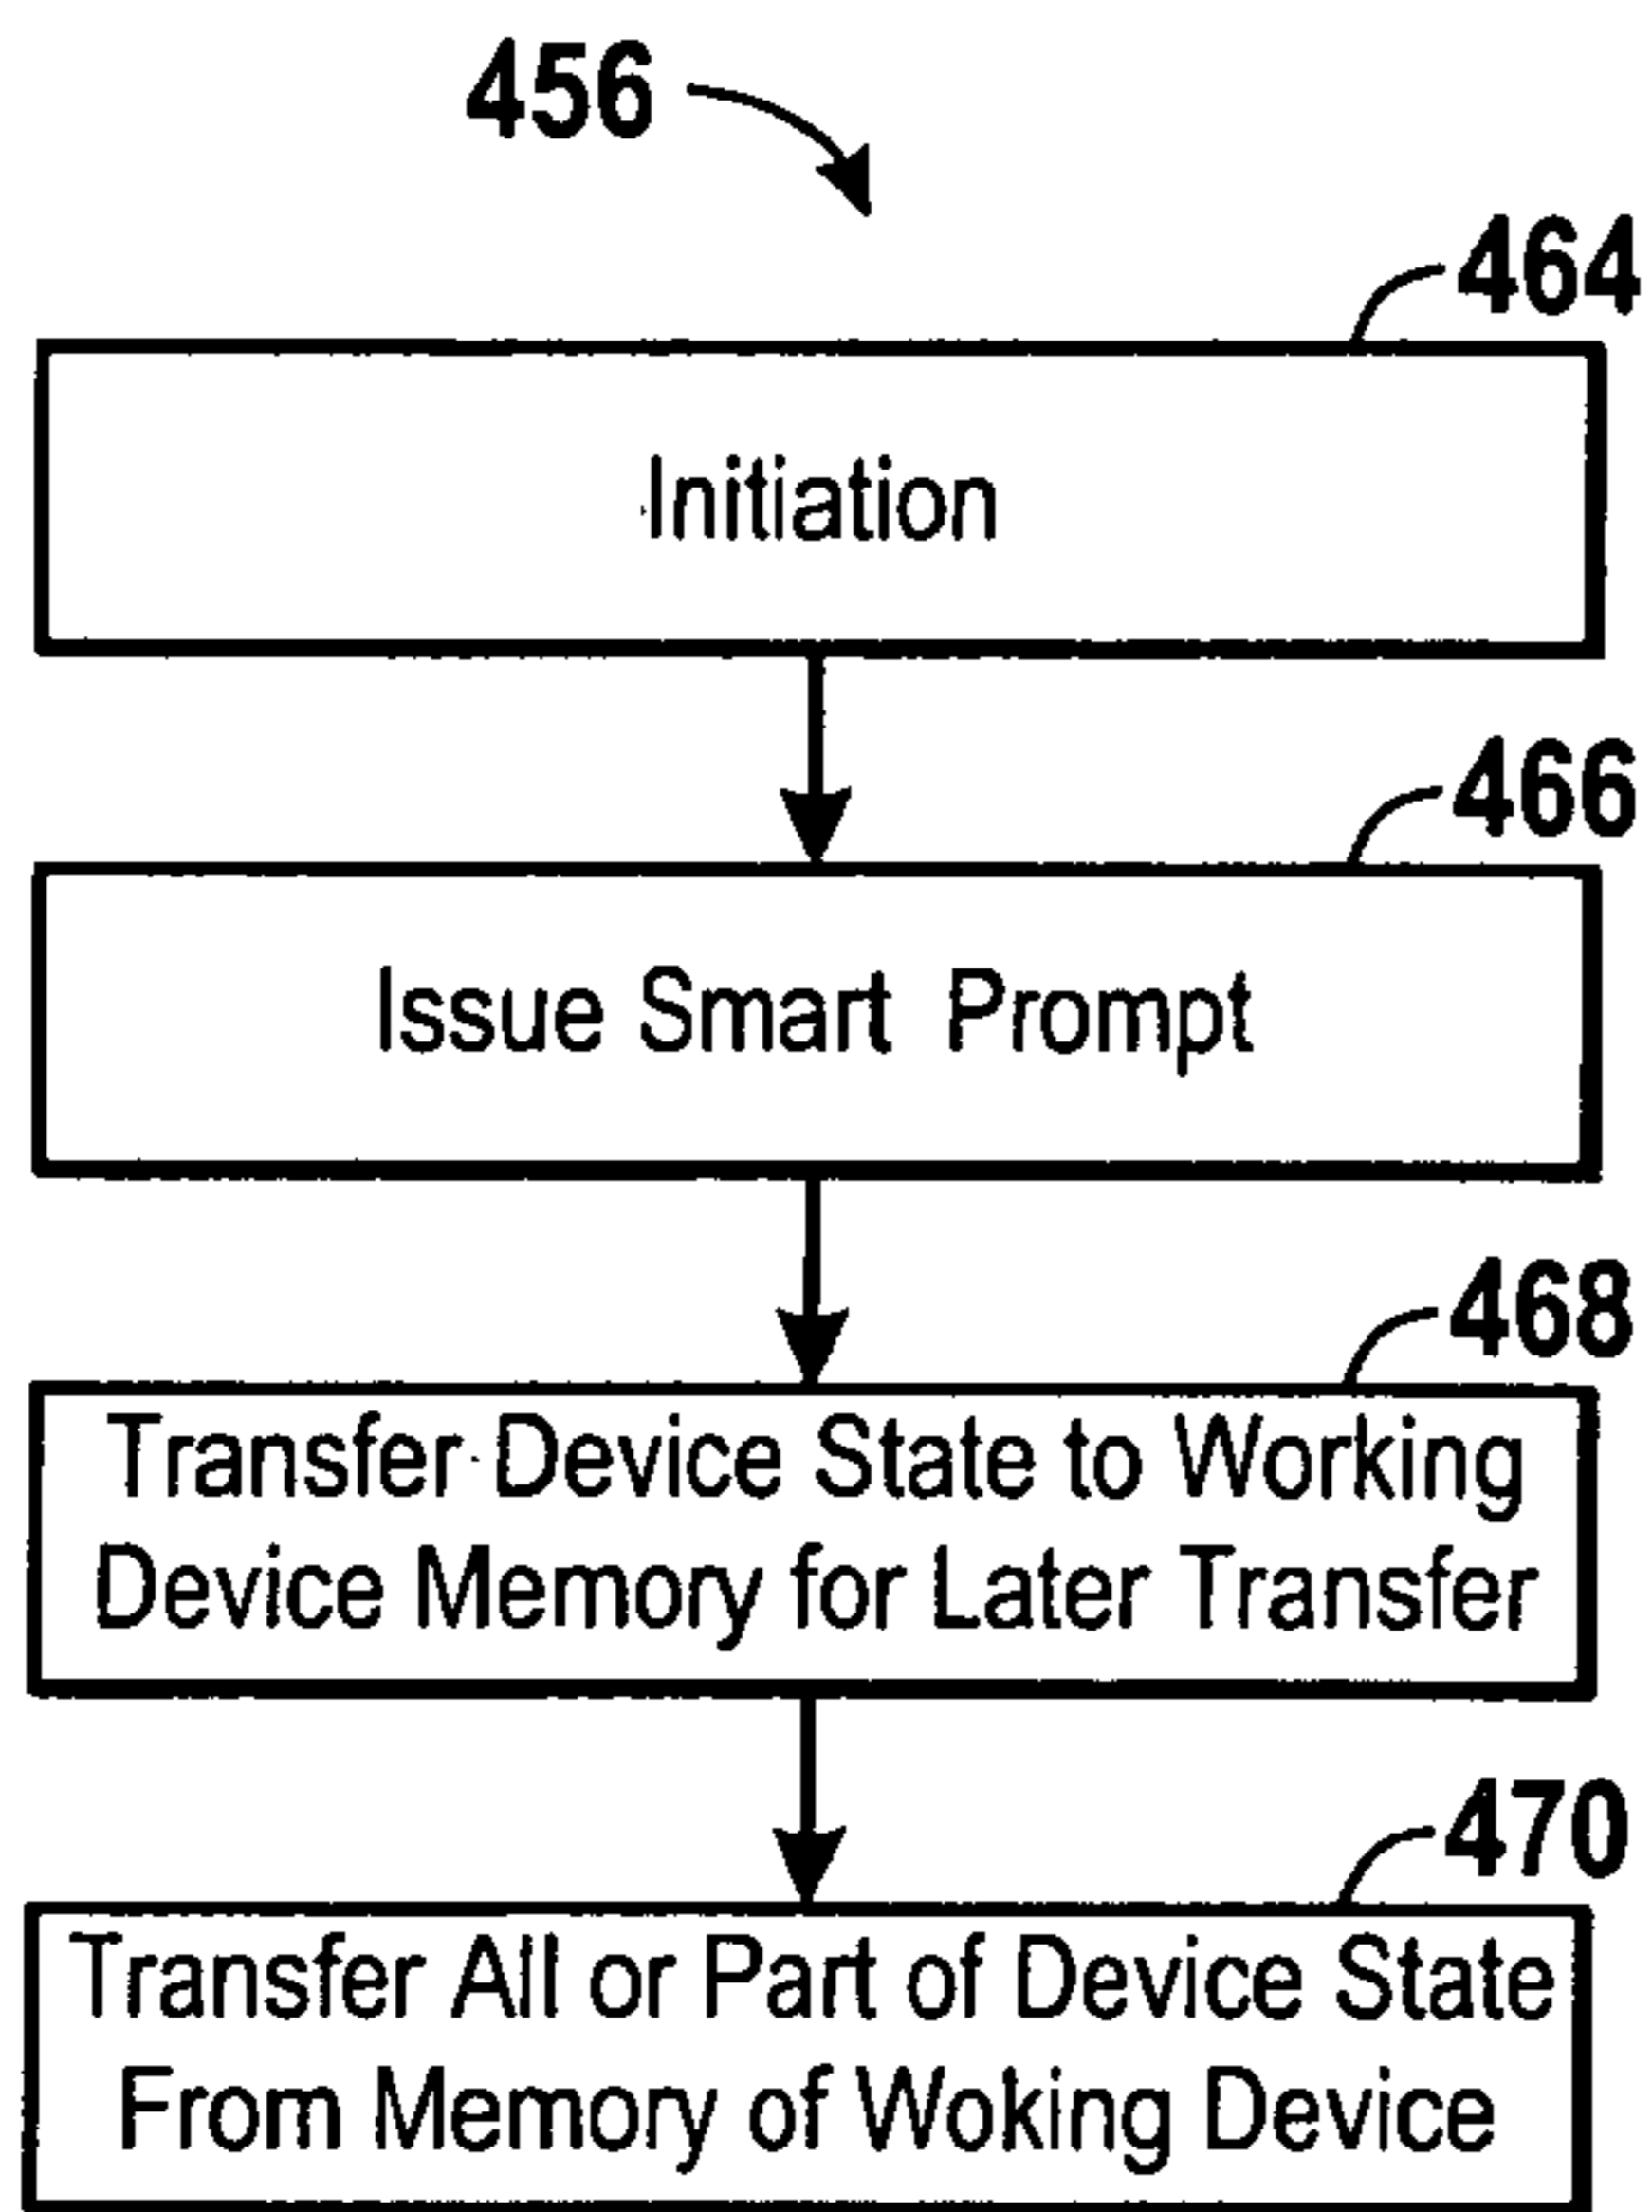 456
464
Initiation
466
Issue Smart Prompt
468
Transfer Device State to Working
Device Memory for Later Transfer
470
Transfer All or Part of Device State
From Memory of Woking Device